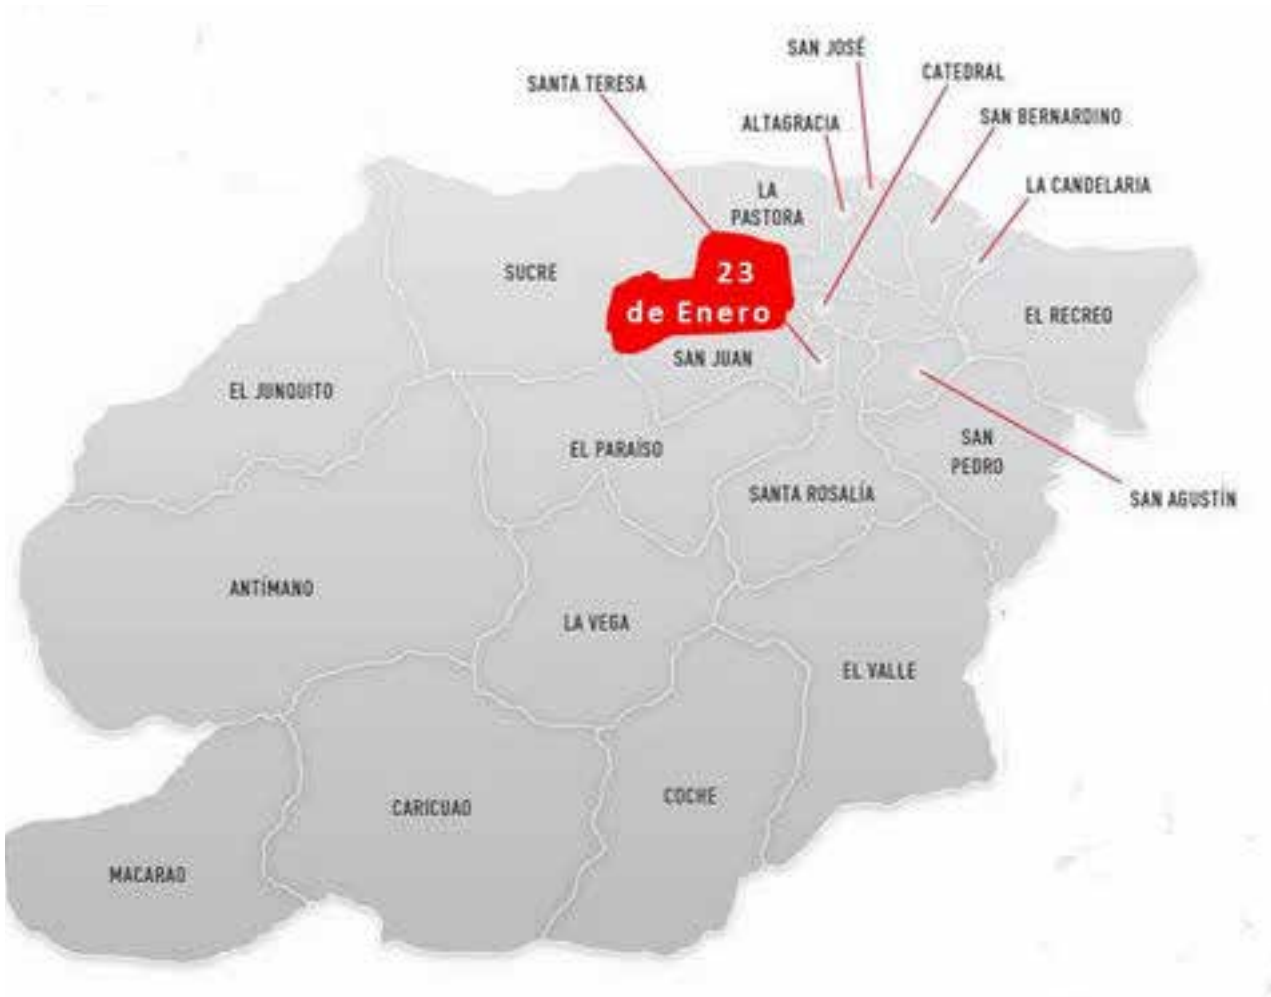 SAN JOSÉ
CATEDRAL
SANTA TERESA
SAN BERNARDINO
ALTAGRACIA
LA CANDELARIA
LA
PASTORA
SUCRE
23
de Enero
EL RECREO
SAN JUAN
EL JUNQUITO
SAN
PEDRO
EL PARAÍSO
SANTA ROSALÍA
SAN AGUSTÍN
ANTÍMANO
LA VEGA
EL VALLE
COCHE
CARICUAO
MACARAO